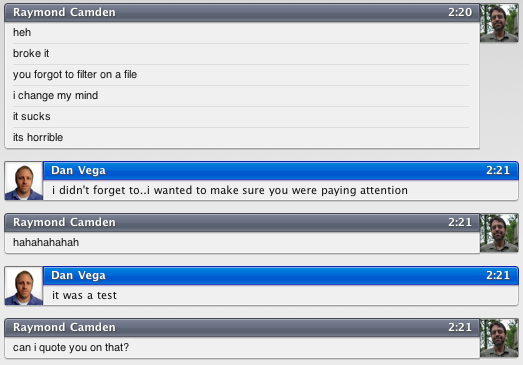 Raymond Camden 2:20
heh
broke it
you forgot to filter on a file
i change my mind
it sucks
its horrible
Dan Vega 2:21
i didn't forget to..i wanted to make sure you were paying attention
Raymond Camden 2:21
hahahahahah
Dan Vega 2:21
it was a test
Raymond Camden 2:21
can i quote you on that?